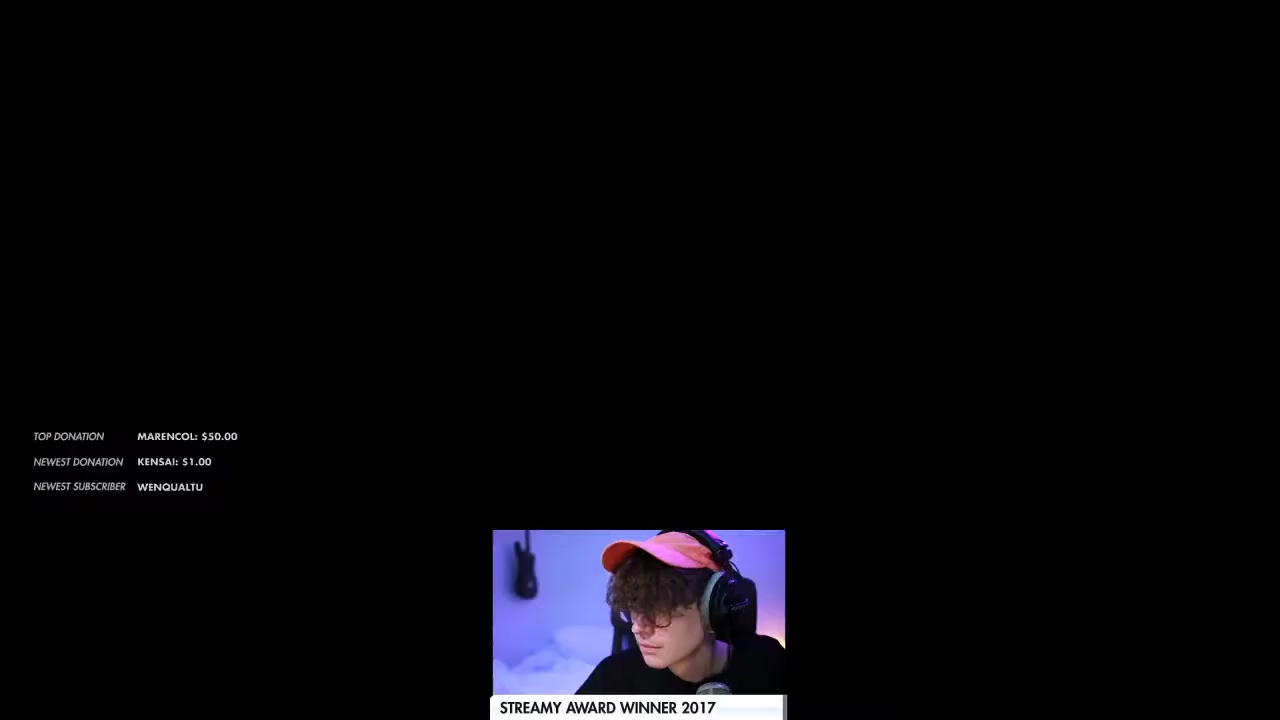 TOP DONATION MARENCOL: $50.00
NEWEST DONATION KENSAI: $1.00
NEWEST SUBSCRIBER WENQUALTU
STREAMY AWARD WINNER 2017